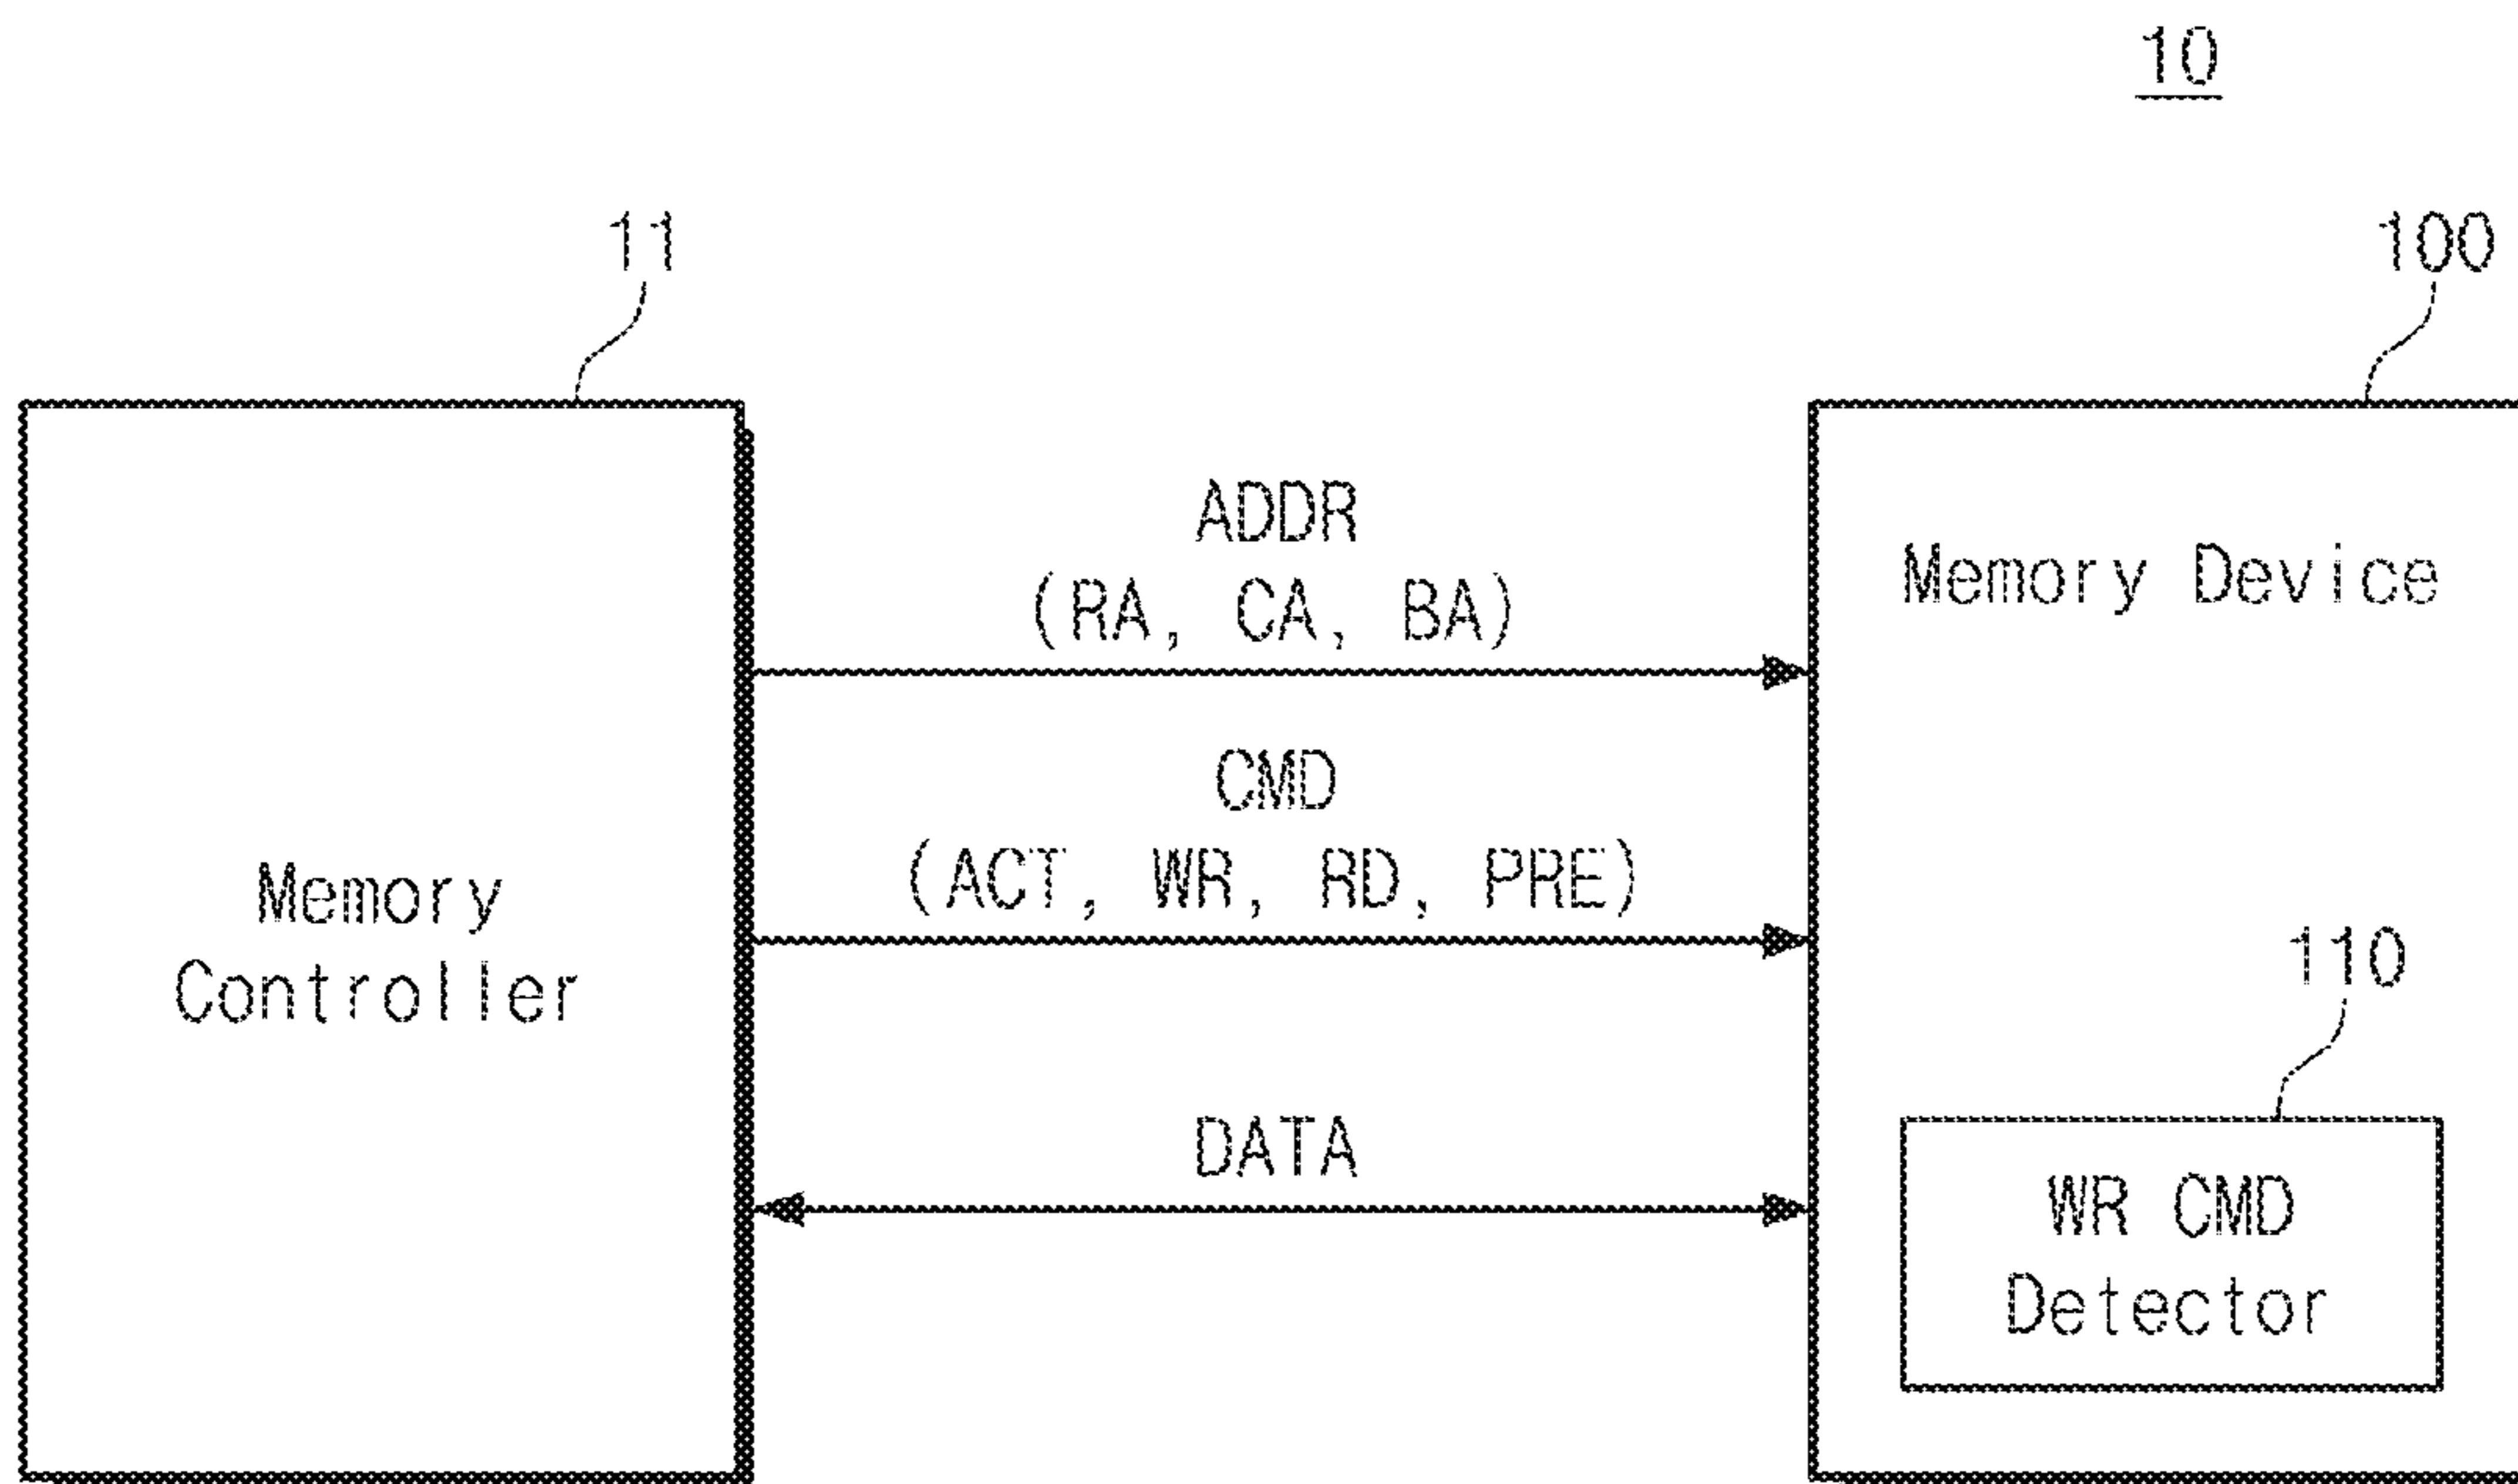 10
11
100
ADDR
(RA, CA, BA)
Memory Device
CMD
(ACT, WR, RD, PRE)
Memory
Controller
110
DATA
WR CMD
Detector